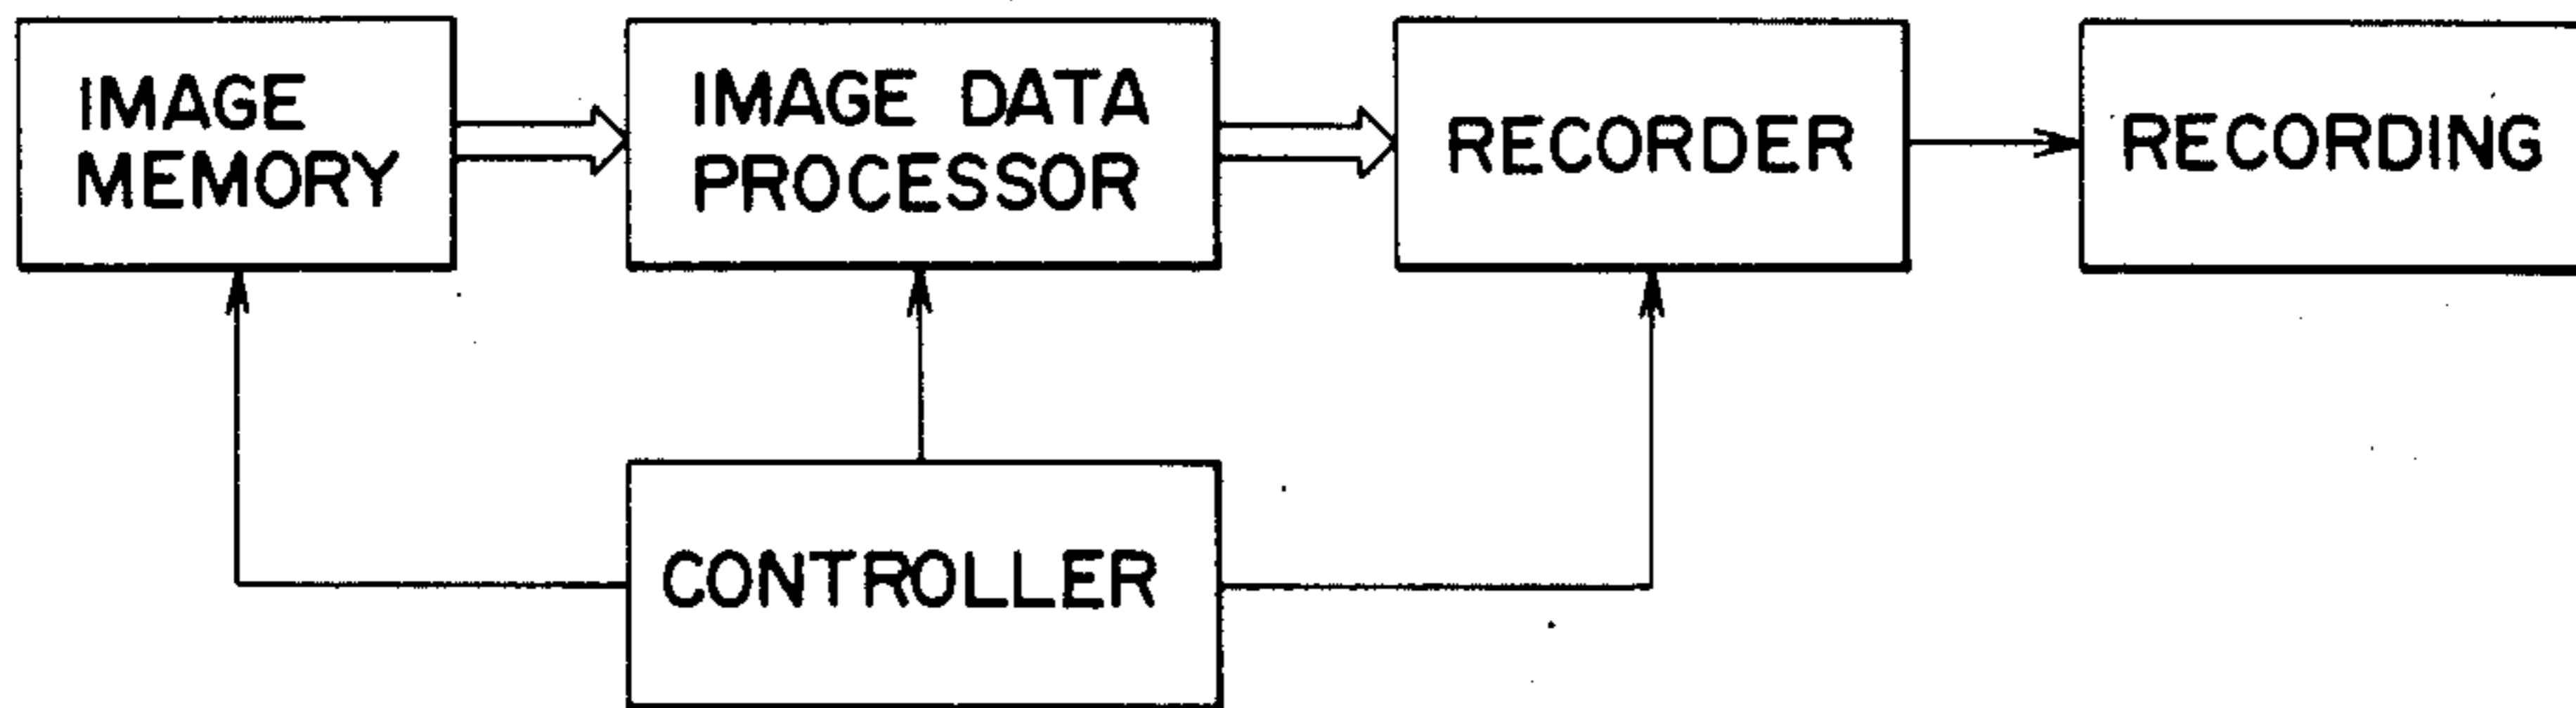 IMAGE
MEMORY
IMAGE DATA
PROCESSOR
RECORDER
RECORDING
CONTROLLER